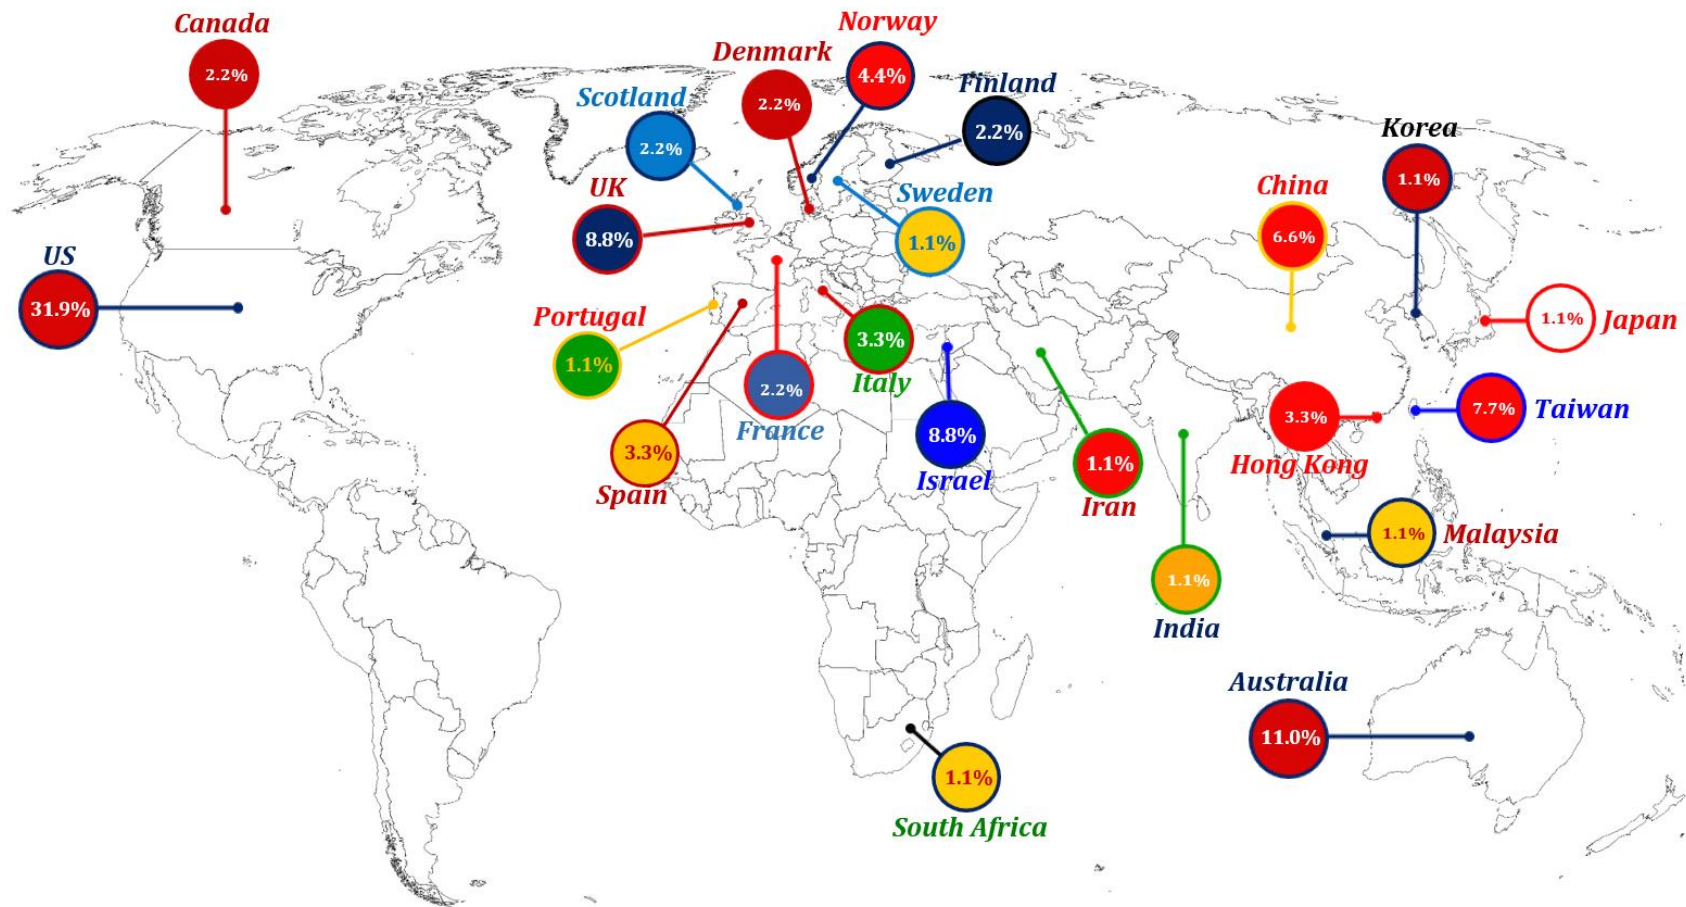 Canada
2.2%
US
31.9%
Scotland
2.2%
UK
8.8%
Denmark
2.2%
Norway
4.4%
Finland
2.2%
Sweden
1.1%
Portugal
1.1%
Spain
3.3%
2.2%
France
3.3%
Italy
8.8%
Israel
1.1%
Iran
1.1%
India
China
6.6%
Korea
1.1%
1.1%
Japan
7.7%
Taiwan
3.3%
Hong Kong
1.1%
Malaysia
Australia
11.0%
1.1%
South Africa